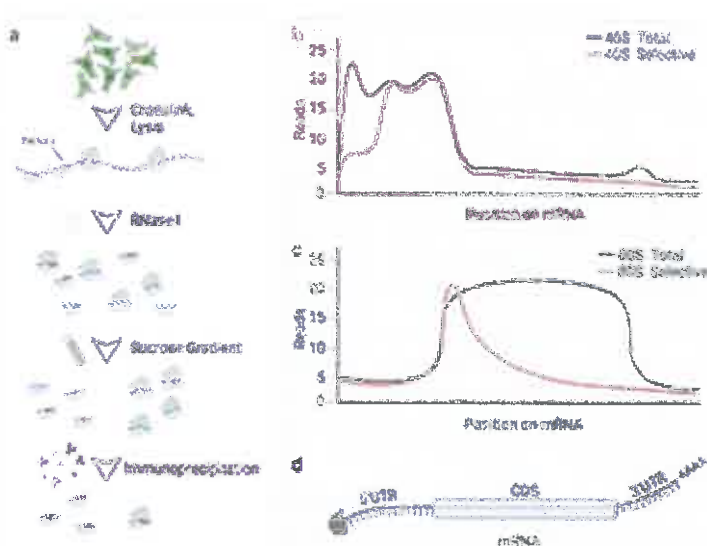 a
Crosslink,
Lysis
RNase I
Sucrose Gradient
Immunoprecipitation
b
40S Total
40S Selective
25
20
15
10
5
0
Reads
Position on mRNA
c
80S Total
80S Selective
25
20
15
10
5
0
Reads
Position on mRNA
d
5'UTR
CDS
3'UTR
AAAA
mRNA